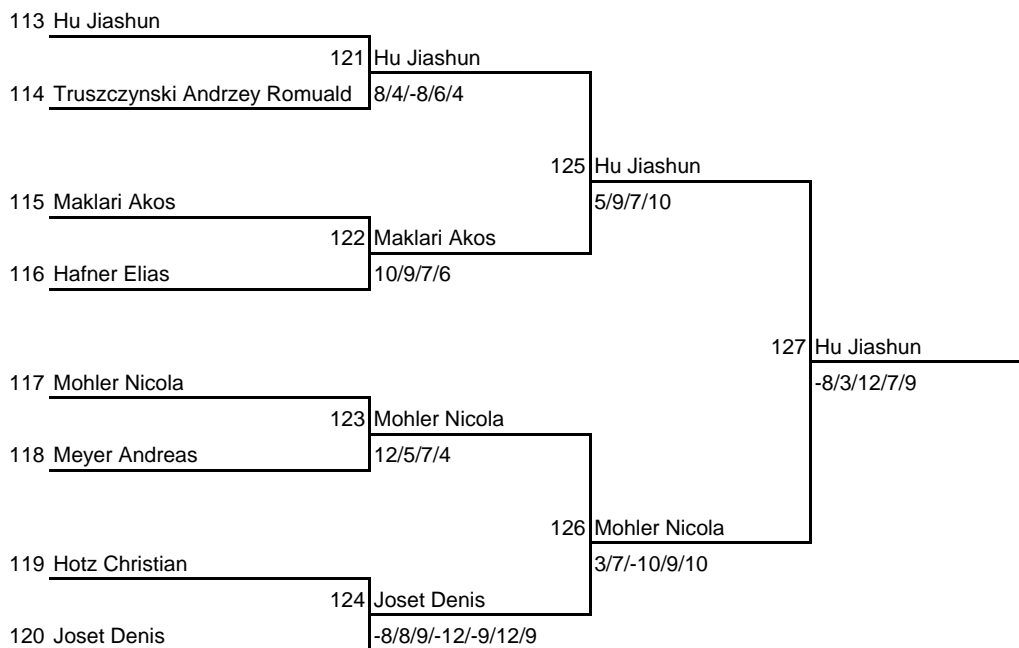 113 Hu Jiashun
121 Hu Jiashun
114 Truszczynski Andrzey Romuald 8/4/-8/6/4
125 Hu Jiashun
115 Maklari Akos 5/9/7/10
122 Maklari Akos
116 Hafner Elias 10/9/7/6
127 Hu Jiashun
117 Mohler Nicola -8/3/12/7/9
123 Mohler Nicola
118 Meyer Andreas 12/5/7/4
126 Mohler Nicola
119 Hotz Christian 3/7/-10/9/10
124 Joset Denis
120 Joset Denis -8/8/9/-12/-9/12/9